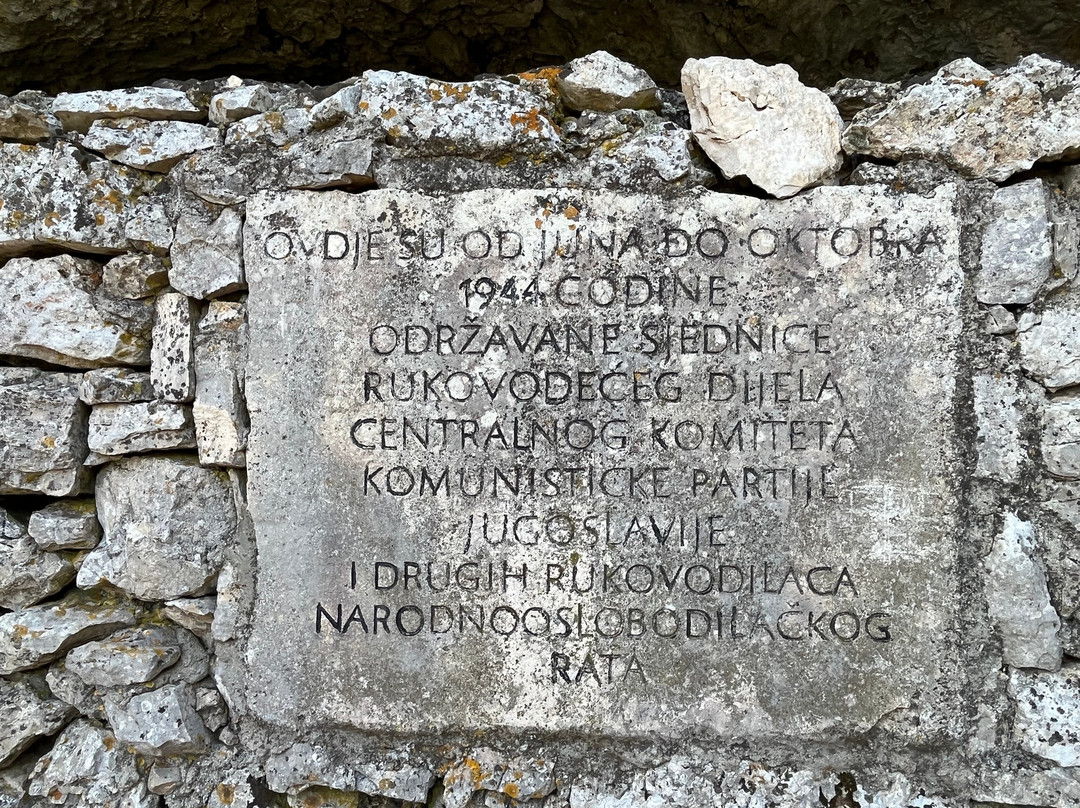 OVDJE SU OD JUNA DO OKTOBRA
1944 GODINE
ODRŽAVANE SJEDNICE
RUKOVODEĆEG DIJELA
CENTRALNOG KOMITETA
KOMUNISTIČKE PARTIJE
JUGOSLAVIJE
I DRUGIH RUKOVODILACA
NARODNOOSLOBODILAČKOG
RATA